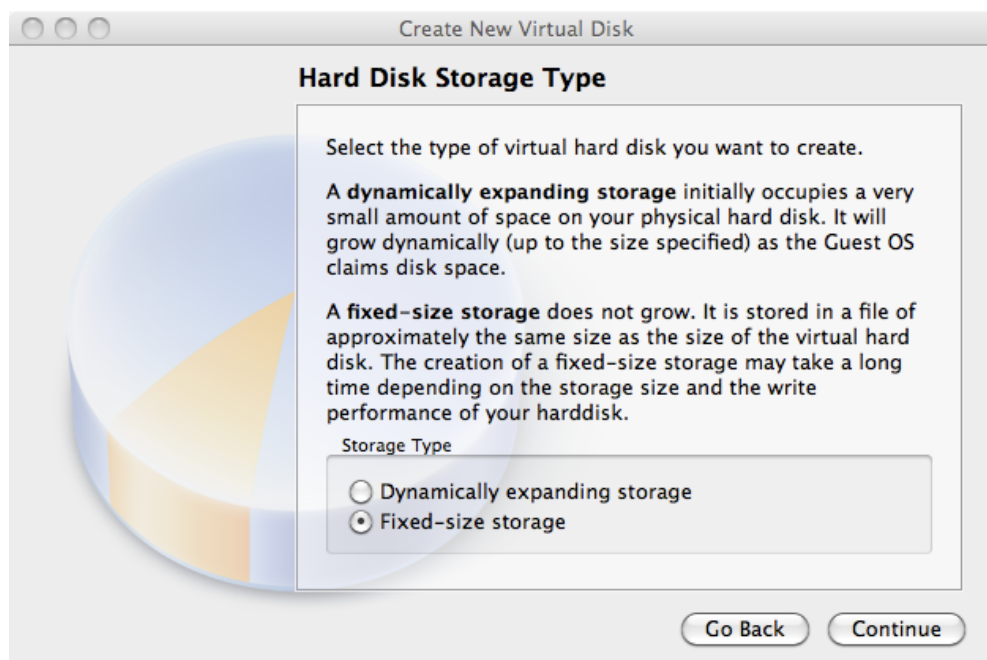 Create New Virtual Disk
Hard Disk Storage Type
Select the type of virtual hard disk you want to create.
A dynamically expanding storage initially occupies a very
small amount of space on your physical hard disk. It will
grow dynamically (up to the size specified) as the Guest OS
claims disk space.
A fixed-size storage does not grow. It is stored in a file of
approximately the same size as the size of the virtual hard
disk. The creation of a fixed-size storage may take a long
time depending on the storage size and the write
performance of your harddisk.
Storage Type
Dynamically expanding storage
Fixed-size storage
Go Back
Continue